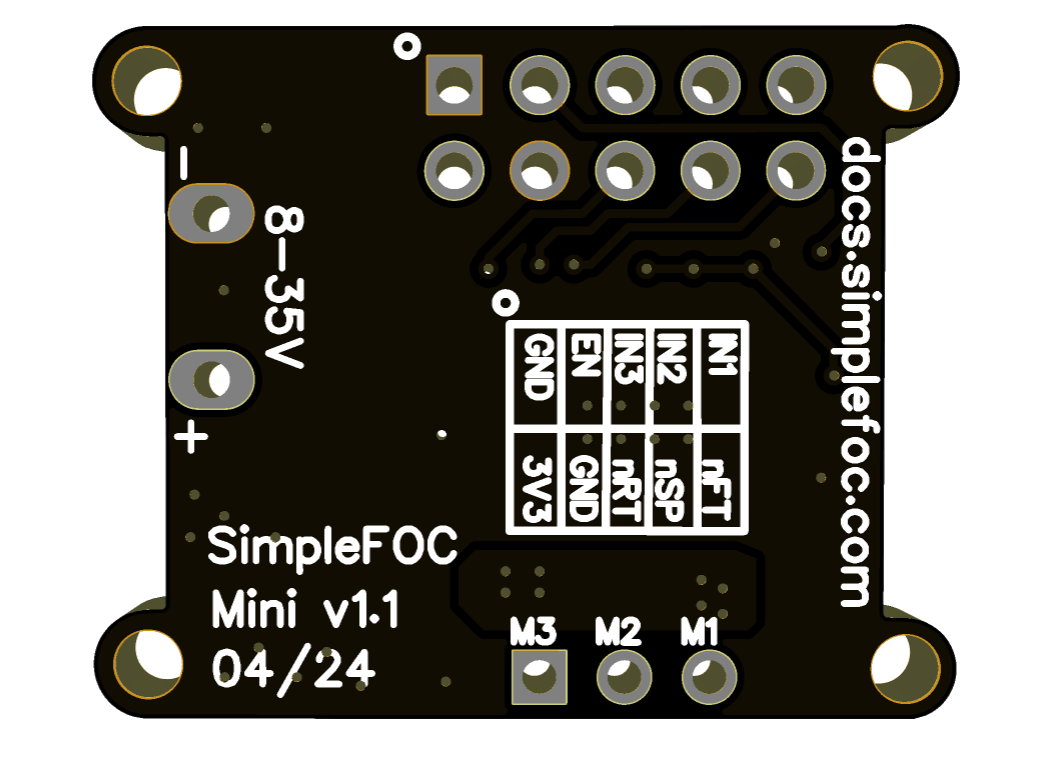 -
8-35V
+
docs.simplefoc.com
GND EN IN3 IN2 IN1
3V3 GND nRT nSP nFT
SimpleFOC
Mini v1.1
04/24
M3 M2 M1